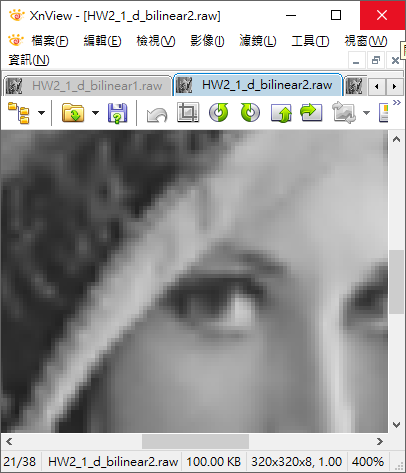 XnView - [HW2_1_d_bilinear2.raw]
檔案(F) 編輯(E) 檢視(V) 影像(I) 濾鏡(L) 工具(T) 視窗(W)
資訊(N)
HW2_1_d_bilinear1.raw HW2_1_d_bilinear2.raw
21/38 HW2_1_d_bilinear2.raw 100.00 KB 320x320x8, 1.00 400%